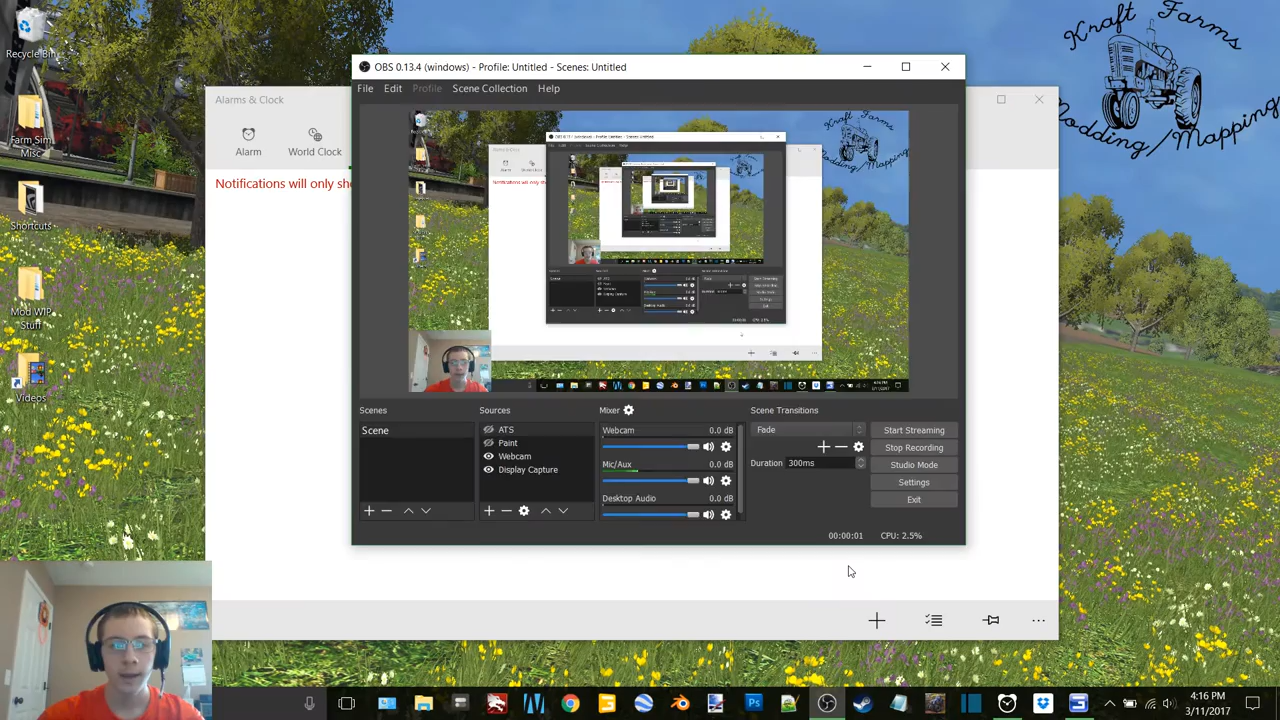 Recycle Bin
Farm Sim Misc
Shortcuts
Mod WIP Stuff
Videos
Kraft Farms
Modding/Mapping
Alarms & Clock
Alarm
World Clock
Notifications will only sh
OBS 0.13.4 (windows) - Profile: Untitled - Scenes: Untitled
File Edit Profile Scene Collection Help
Scenes
Scene
Sources
ATS
Paint
Webcam
Display Capture
Mixer
Webcam 0.0 dB
Mic/Aux 0.0 dB
Desktop Audio 0.0 dB
Scene Transitions
Fade
Duration 300ms
Start Streaming
Stop Recording
Studio Mode
Settings
Exit
00:00:01 CPU: 2.5%
4:16 PM
3/11/2017